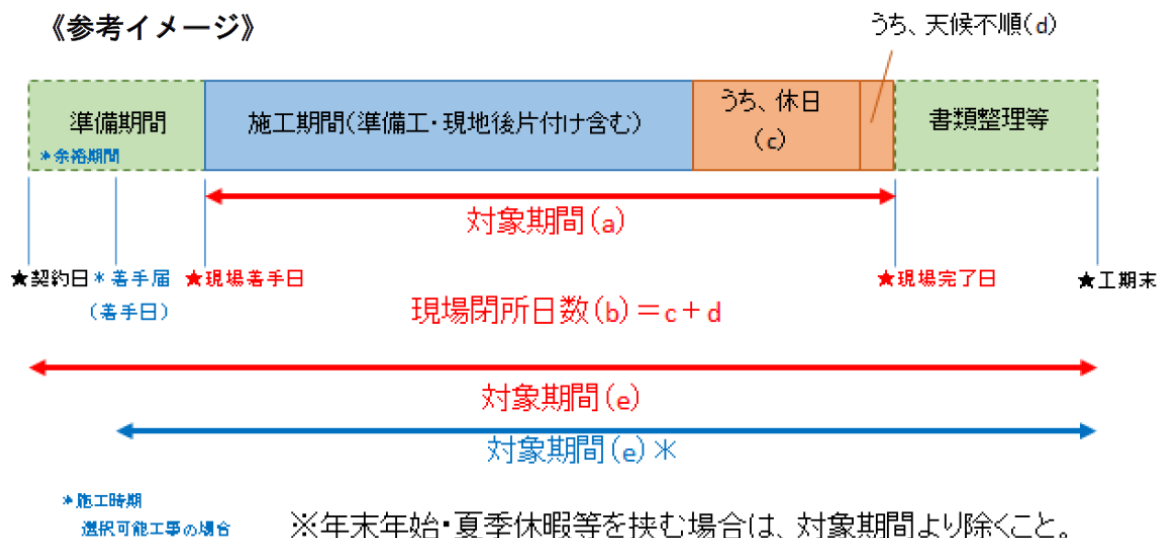 《参考イメージ》
うち、天候不順(d)
準備期間
*余裕期間
施工期間(準備工・現地後片付け含む)
うち、休日
(c)
書類整理等
対象期間(a)
★契約日
*着手届
(着手日)
★現場着手日
★現場完了日
★工期末
現場閉所日数(b)=c+d
対象期間(e)
対象期間(e)*
*施工時期
選択可能工事の場合
※年末年始・夏季休暇等を挟む場合は、対象期間より除くこと。